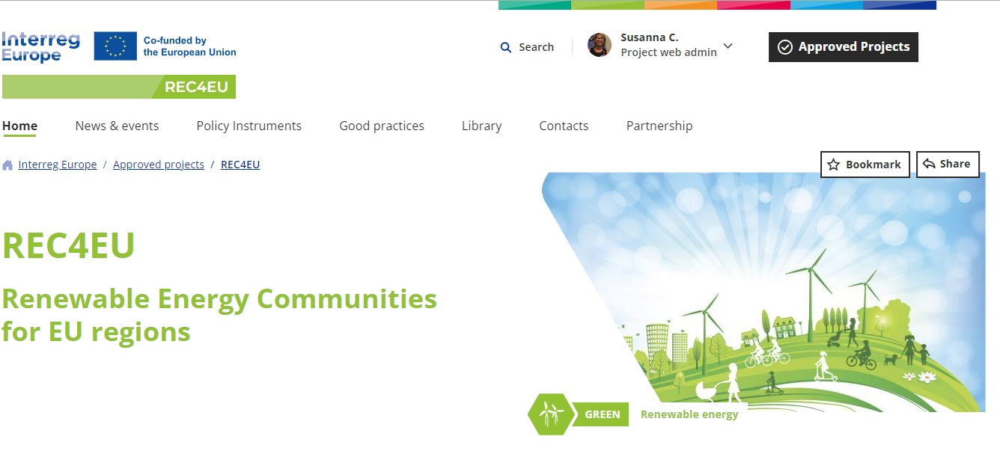 Interreg
Europe
Co-funded by
the European Union
Search
Susanna C.
Project web admin
Approved Projects
REC4EU
Home
News & events
Policy Instruments
Good practices
Library
Contacts
Partnership
Interreg Europe / Approved projects / REC4EU
Bookmark
Share
REC4EU
Renewable Energy Communities
for EU regions
GREEN
Renewable energy